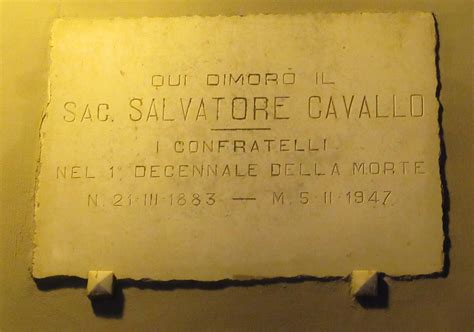 QUI DIMORÒ IL
SAC. SALVATORE CAVALLO
I CONFRATELLI
NEL 1° DECENNALE DELLA MORTE
N. 21-III-1883 — M. 5-II-1947